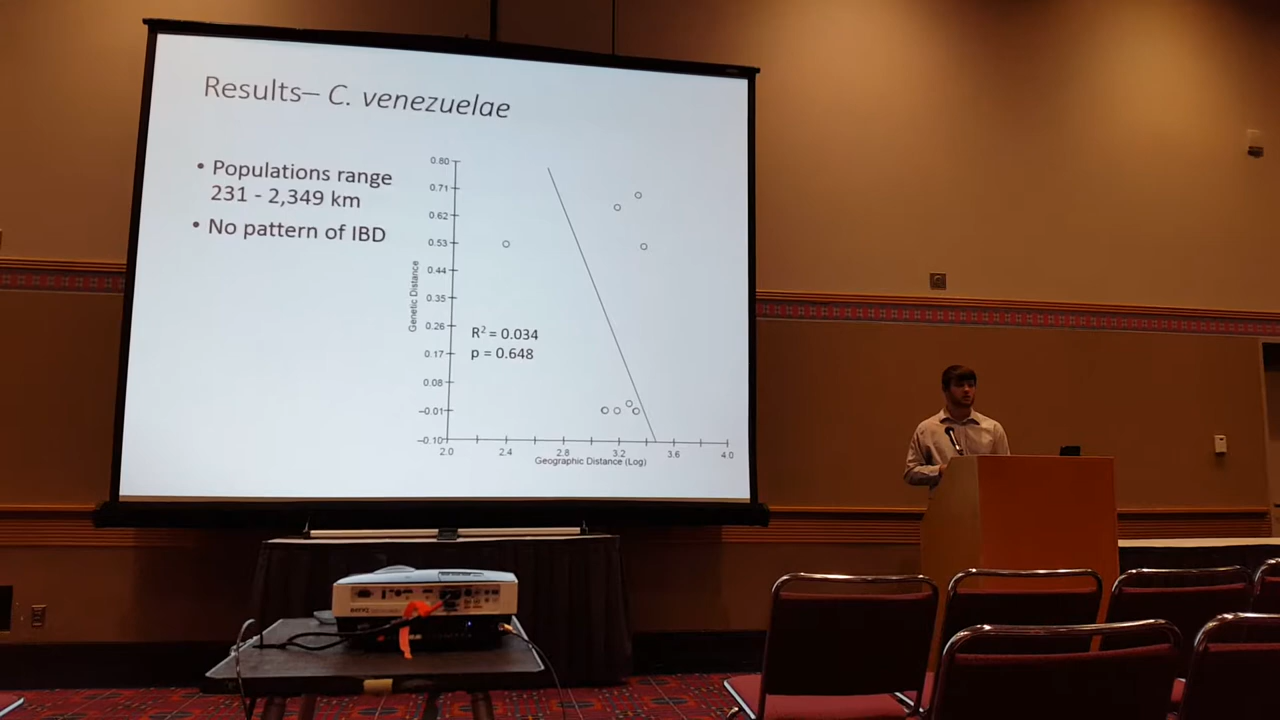 Results– C. venezuelae
• Populations range
231 - 2,349 km
• No pattern of IBD
0.80
0.71
0.62
0.53
0.44
0.35
0.26
0.17
0.08
–0.01
–0.10
Genetic Distance
R² = 0.034
p = 0.648
2.0 2.4 2.8 3.2 3.6 4.0
Geographic Distance (Log)
BenQ